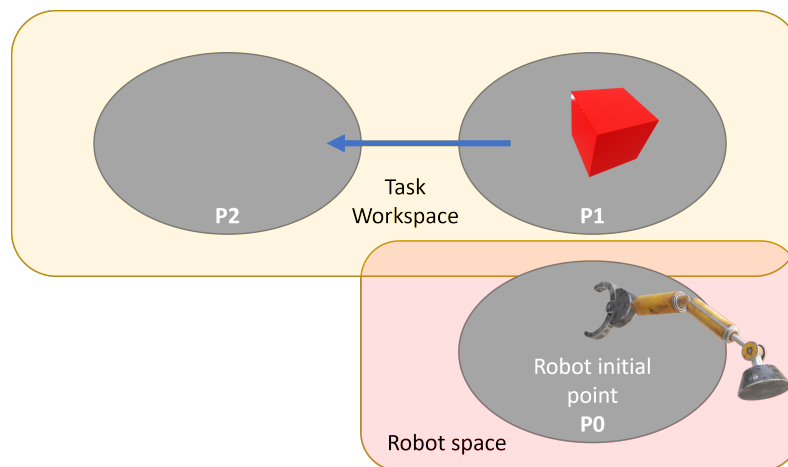 Task
Workspace
P2
P1
Robot initial
point
P0
Robot space